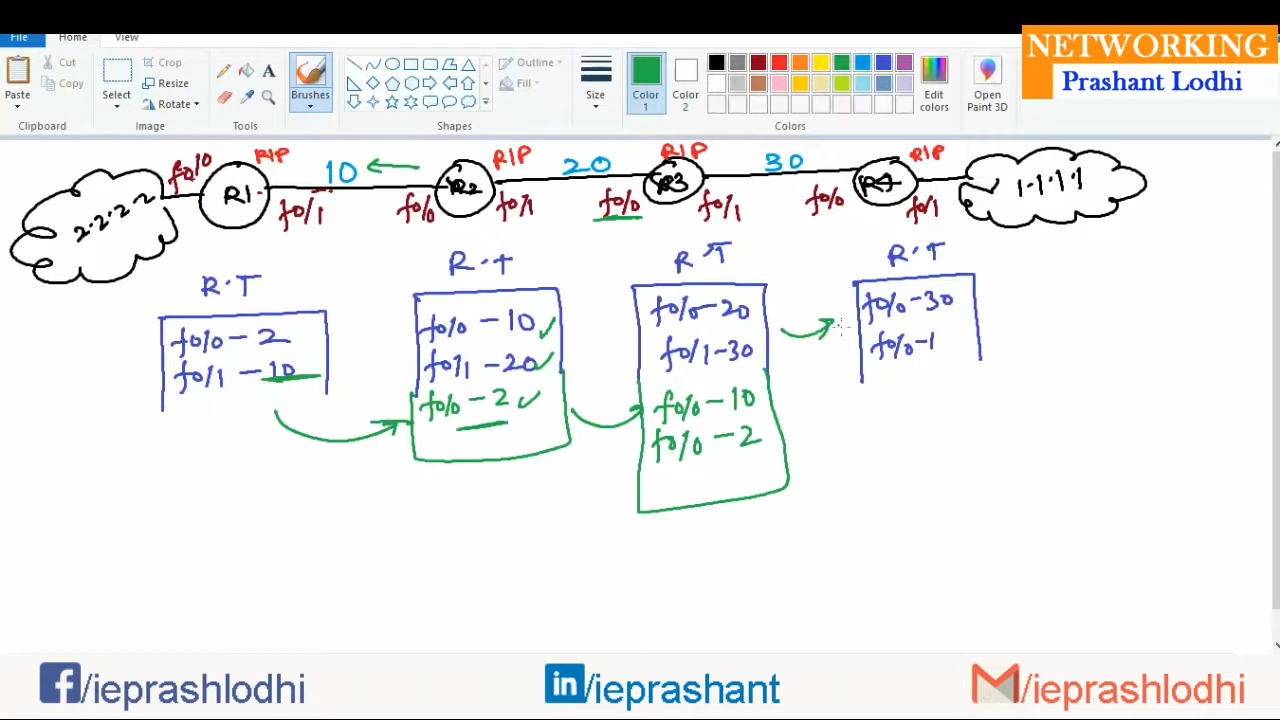 File Home View
NETWORKING
Prashant Lodhi
Paste
Cut
Copy
Clipboard
Select
Crop
Resize
Rotate
Image
A
Tools
Brushes
Outline
Fill
Shapes
Size
Color
1
Color
2
Edit
colors
Colors
Open
Paint 3D
2.2.2.2
f0/0
R1
RIP
f0/1
10
f0/0
R2
RIP
f0/1
20
f0/0
R3
RIP
f0/1
30
f0/0
R4
RIP
f0/1
1.1.1.1
R.T
f0/0 - 2
f0/1 - 10
R.T
f0/0 - 10
f0/1 - 20
f0/0 - 2
R.T
f0/0 - 20
f0/1 - 30
f0/0 - 10
f0/0 - 2
R.T
f0/0 - 30
f0/0 - 1
/ieprashlodhi
in/ieprashant
/ieprashlodhi